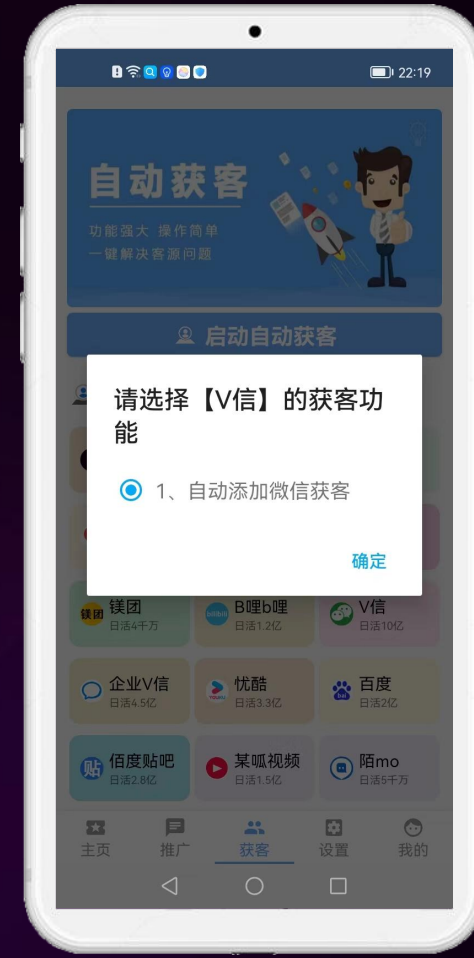 22:19
自动获客
功能强大 操作简单
一键解决客源问题
启动自动获客
请选择【V信】的获客功
能
1、自动添加微信获客
确定
镁团
镁团
日活4千万
bilibili
B哩b哩
日活1.2亿
V信
日活10亿
企业V信
日活4.5亿
YOUKU
忧酷
日活3.3亿
百度
日活2亿
贴
佰度贴吧
日活2.8亿
某呱视频
日活1.5亿
陌mo
日活5千万
主页
推广
获客
设置
我的